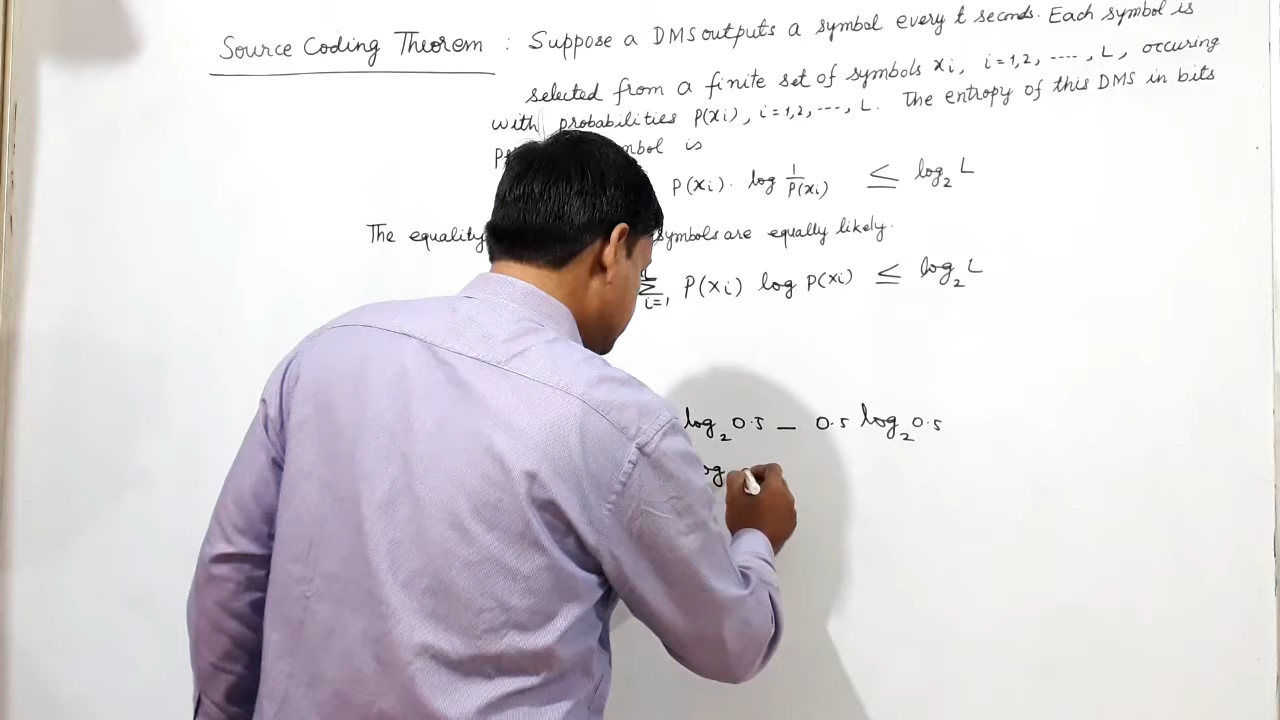 Source Coding Theorem : Suppose a DMS outputs a symbol every t seconds. Each symbol is
selected from a finite set of symbols xi, i=1,2, ----, L, occuring
with probabilities P(xi), i=1,2, ---, L. The entropy of this DMS in bits
is
P(xi). log 1/P(xi) ≤ log₂ L
The equality symbols are equally likely.
Σ i=1 P(xi) log P(xi) ≤ log₂ L
log₂ 0.5 — 0.5 log₂ 0.5